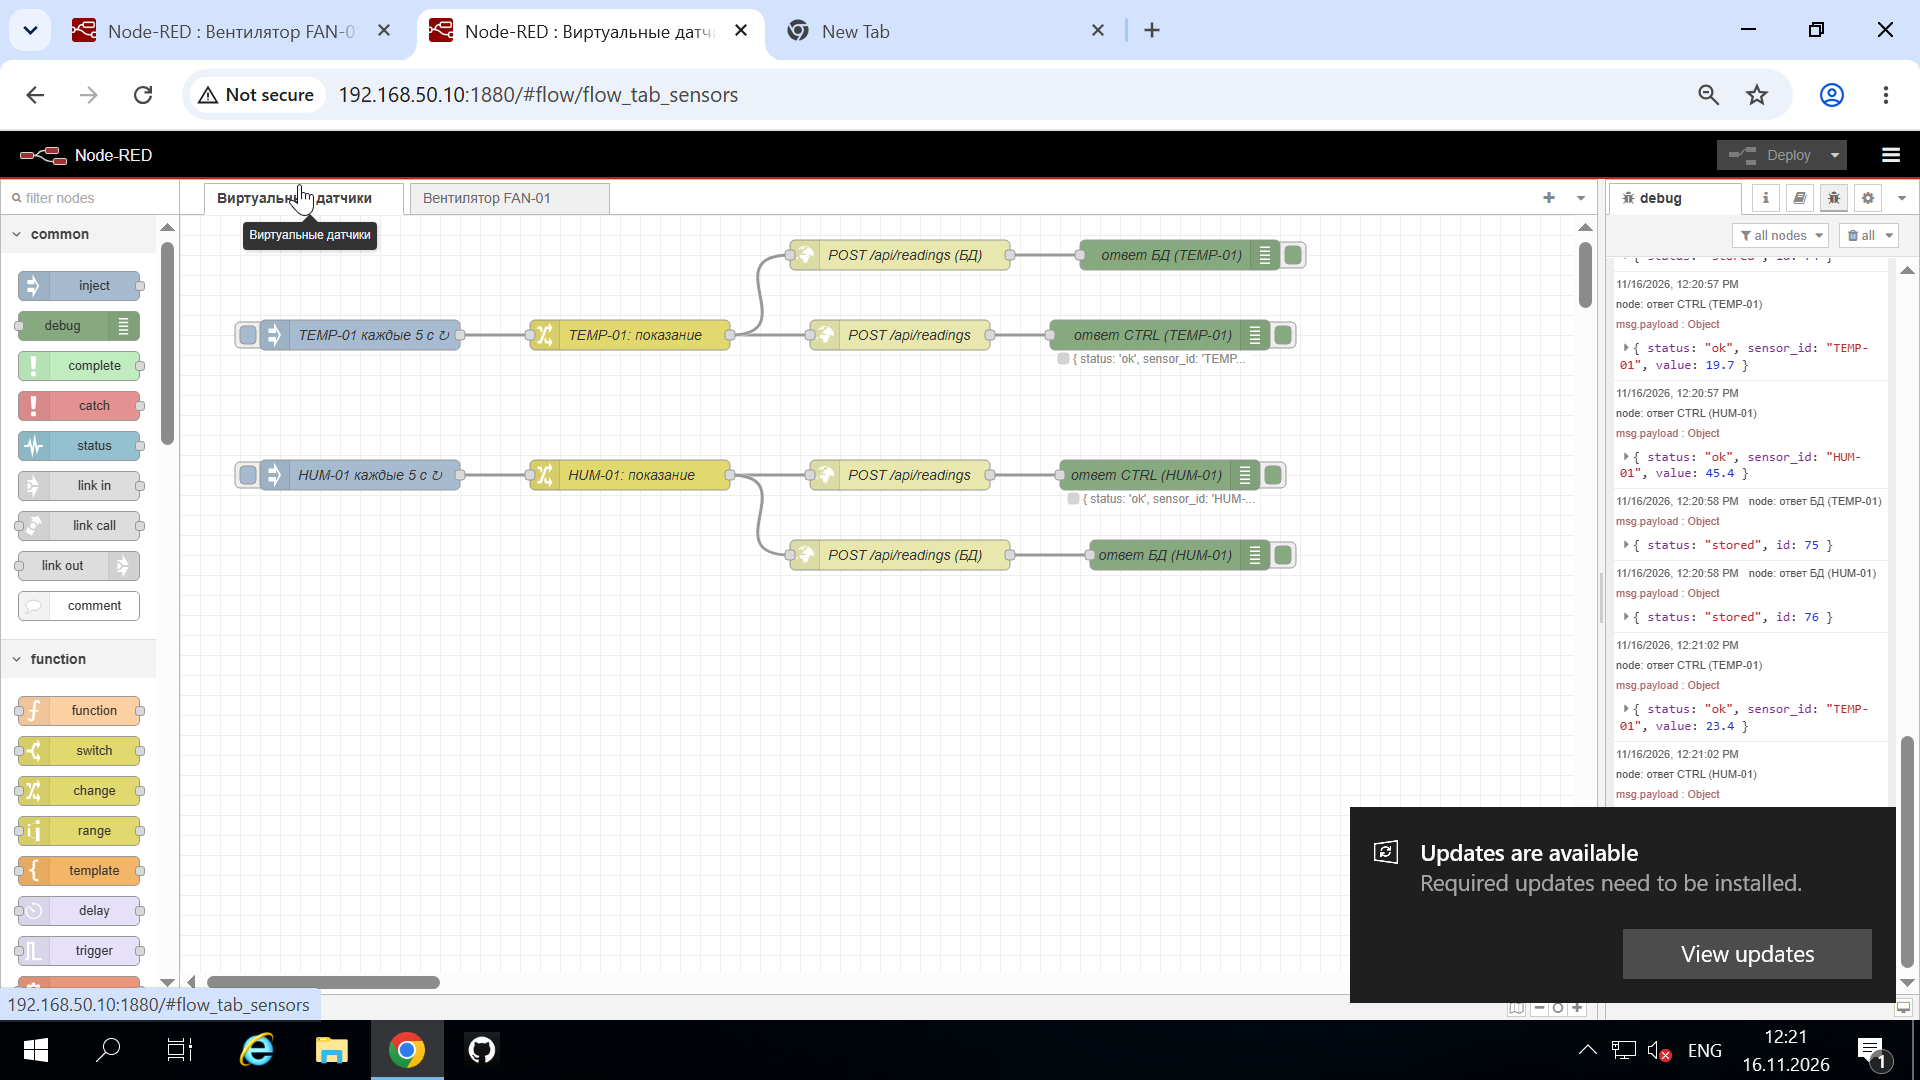 Node-RED : Вентилятор FAN-0
Node-RED : Виртуальные датчи
New Tab
Not secure
192.168.50.10:1880/#flow/flow_tab_sensors
Node-RED
Deploy
filter nodes
Виртуальные датчики
Вентилятор FAN-01
debug
i
Виртуальные датчики
all nodes
all
common
inject
debug
complete
catch
status
link in
link call
link out
comment
function
function
switch
change
range
template
delay
trigger
POST /api/readings (БД)
ответ БД (TEMP-01)
TEMP-01 каждые 5 с ↻
TEMP-01: показание
POST /api/readings
ответ CTRL (TEMP-01)
{ status: 'ok', sensor_id: 'TEMP...
HUM-01 каждые 5 с ↻
HUM-01: показание
POST /api/readings
ответ CTRL (HUM-01)
{ status: 'ok', sensor_id: 'HUM-...
POST /api/readings (БД)
ответ БД (HUM-01)
11/16/2026, 12:20:57 PM
node: ответ CTRL (TEMP-01)
msg.payload : Object
{ status: "ok", sensor_id: "TEMP-
01", value: 19.7 }
11/16/2026, 12:20:57 PM
node: ответ CTRL (HUM-01)
msg.payload : Object
{ status: "ok", sensor_id: "HUM-
01", value: 45.4 }
11/16/2026, 12:20:58 PM node: ответ БД (TEMP-01)
msg.payload : Object
{ status: "stored", id: 75 }
11/16/2026, 12:20:58 PM node: ответ БД (HUM-01)
msg.payload : Object
{ status: "stored", id: 76 }
11/16/2026, 12:21:02 PM
node: ответ CTRL (TEMP-01)
msg.payload : Object
{ status: "ok", sensor_id: "TEMP-
01", value: 23.4 }
11/16/2026, 12:21:02 PM
node: ответ CTRL (HUM-01)
msg.payload : Object
Updates are available
Required updates need to be installed.
View updates
192.168.50.10:1880/#flow_tab_sensors
ENG
12:21
16.11.2026
1